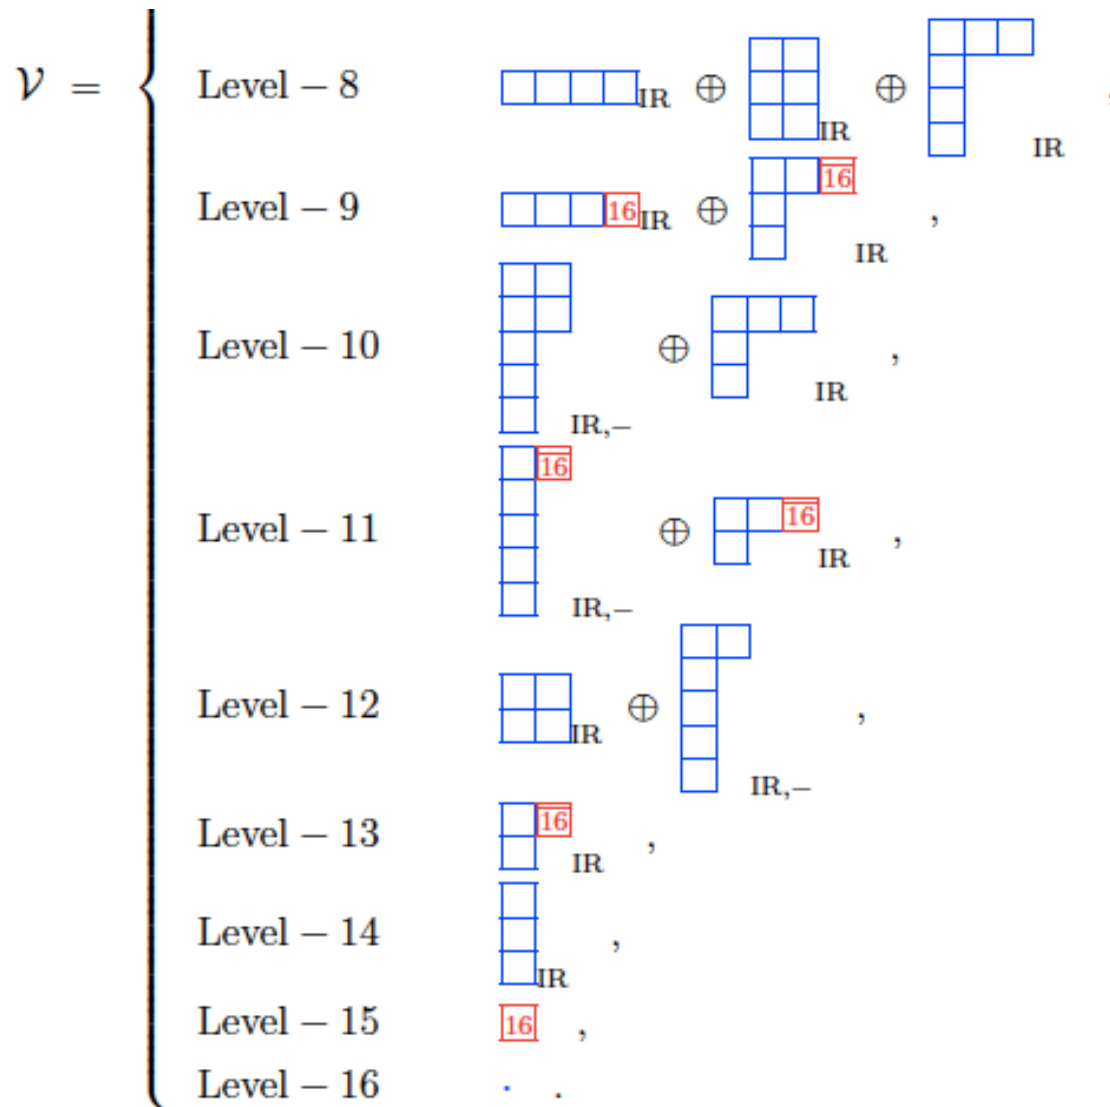 𝒱 = { Level − 8 IR ⊕ IR ⊕ IR ,
Level − 9 16 IR ⊕ 16 IR ,
Level − 10 IR,− ⊕ IR ,
Level − 11 16 IR,− ⊕ 16 IR ,
Level − 12 IR ⊕ IR,− ,
Level − 13 16 IR ,
Level − 14 IR ,
Level − 15 16 ,
Level − 16 · .